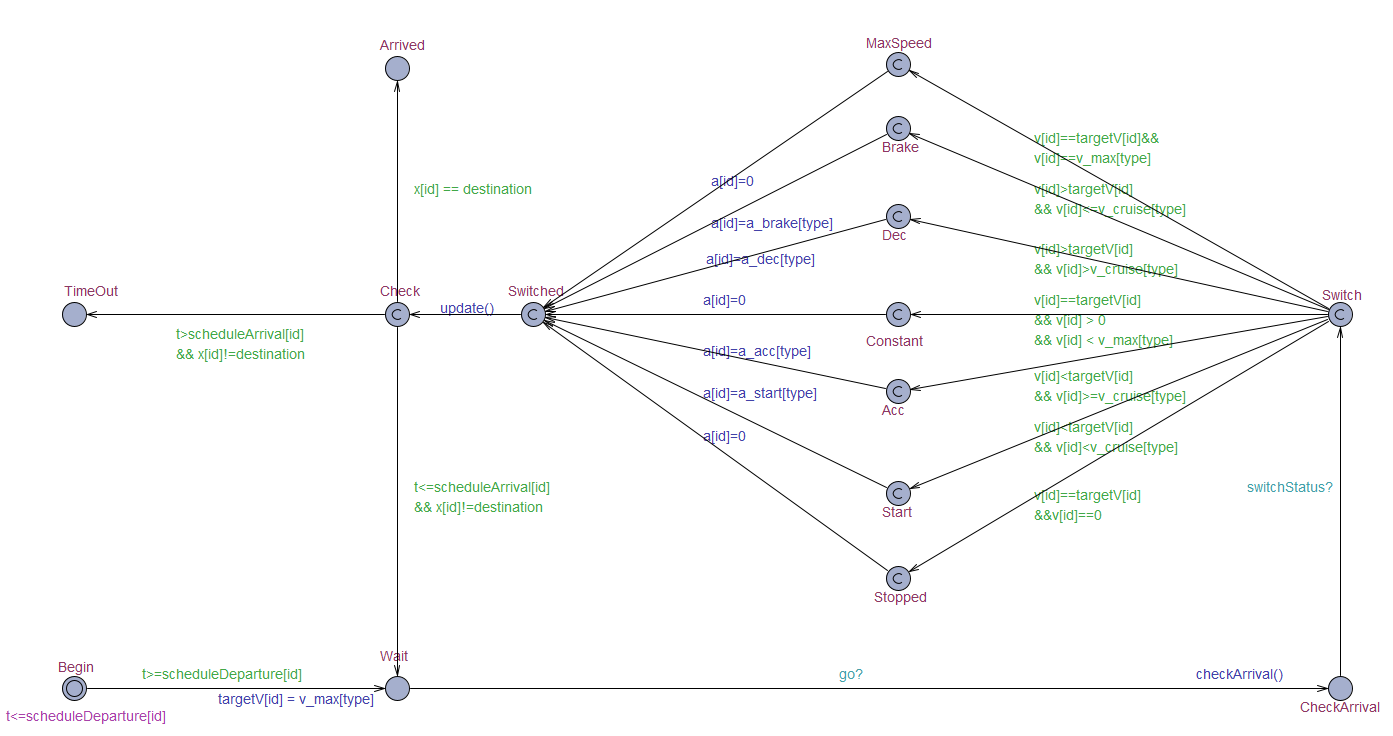 Arrived
MaxSpeed
C
C
Brake
v[id]==targetV[id]&&
v[id]==v_max[type]
a[id]=0
x[id] == destination
v[id]>targetV[id]
&& v[id]<=v_cruise[type]
a[id]=a_brake[type]
C
Dec
v[id]>targetV[id]
&& v[id]>v_cruise[type]
a[id]=a_dec[type]
TimeOut
Check
Switched
Switch
a[id]=0
v[id]==targetV[id]
&& v[id] > 0
&& v[id] < v_max[type]
update()
C
C
C
C
Constant
t>scheduleArrival[id]
&& x[id]!=destination
a[id]=a_acc[type]
v[id]<targetV[id]
&& v[id]>=v_cruise[type]
C
Acc
a[id]=a_start[type]
v[id]<targetV[id]
&& v[id]<v_cruise[type]
a[id]=0
t<=scheduleArrival[id]
&& x[id]!=destination
C
Start
switchStatus?
v[id]==targetV[id]
&&v[id]==0
C
Stopped
Wait
Begin
t>=scheduleDeparture[id]
go?
checkArrival()
targetV[id] = v_max[type]
CheckArrival
t<=scheduleDeparture[id]